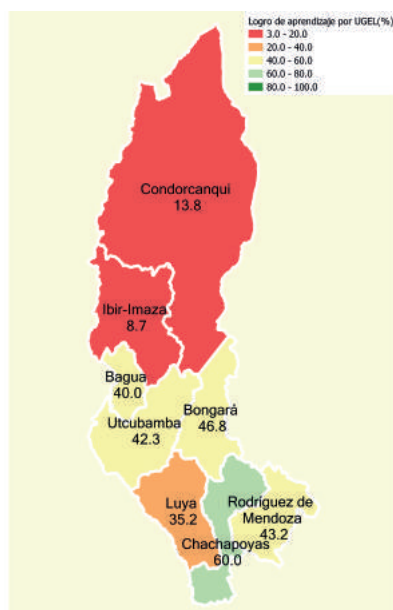 Logro de aprendizaje por UGEL(%)
3.0 - 20.0
20.0 - 40.0
40.0 - 60.0
60.0 - 80.0
80.0 - 100.0
Condorcanqui
13.8
Ibir-Imaza
8.7
Bagua
40.0
Utcubamba
42.3
Bongará
46.8
Luya
35.2
Rodríguez de
Mendoza
43.2
Chachapoyas
60.0